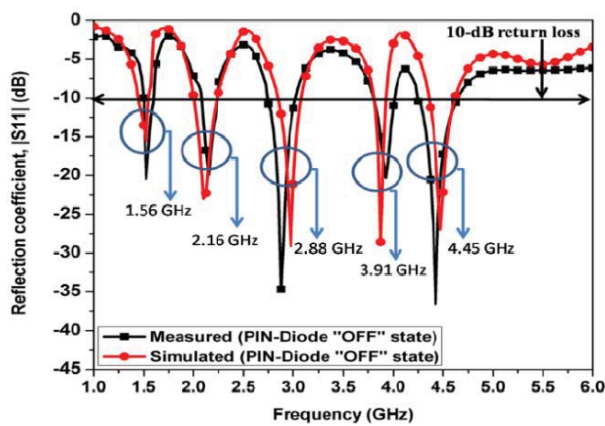 Reflection coefficient, |S11| (dB)
0
-5
-10
-15
-20
-25
-30
-35
-40
-45
10-dB return loss
1.56 GHz
2.16 GHz
2.88 GHz
3.91 GHz
4.45 GHz
Measured (PIN-Diode "OFF" state)
Simulated (PIN-Diode "OFF" state)
1.0 1.5 2.0 2.5 3.0 3.5 4.0 4.5 5.0 5.5 6.0
Frequency (GHz)